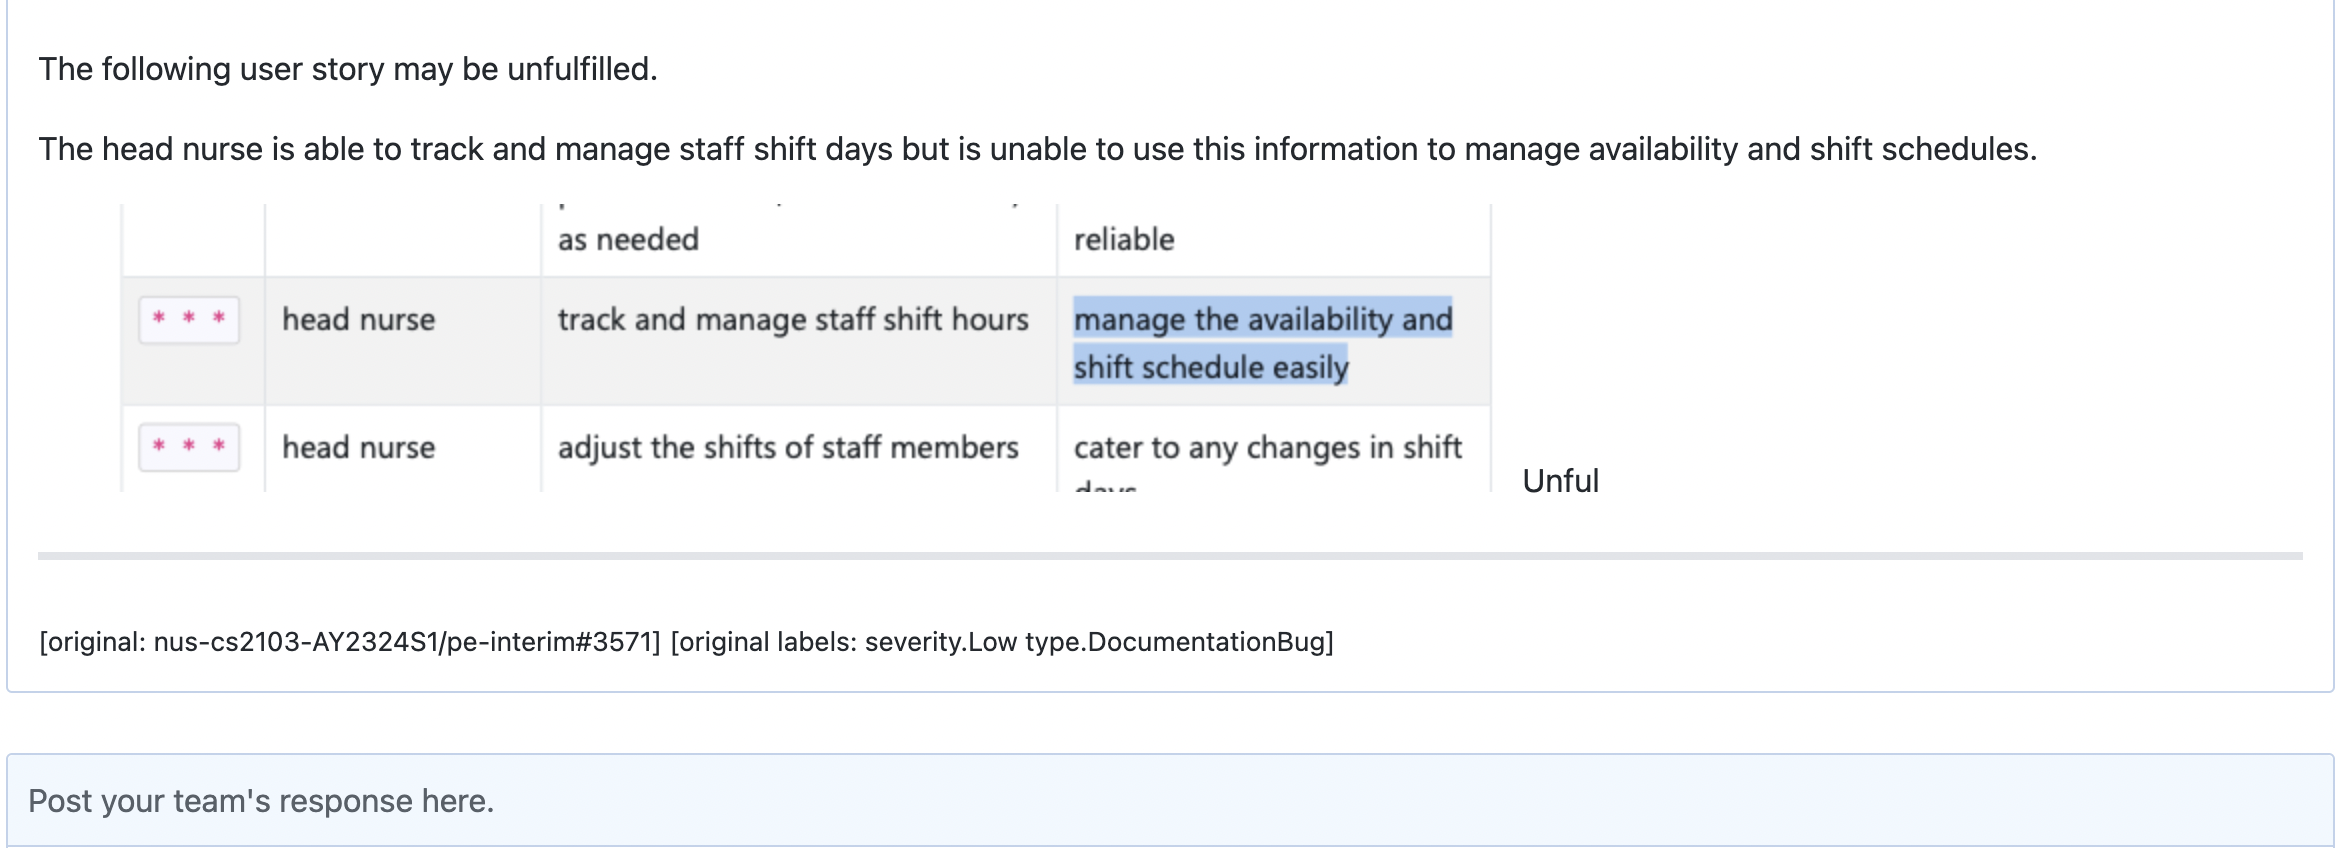 The following user story may be unfulfilled.
The head nurse is able to track and manage staff shift days but is unable to use this information to manage availability and shift schedules.
as needed reliable
* * * head nurse track and manage staff shift hours manage the availability and
shift schedule easily
* * * head nurse adjust the shifts of staff members cater to any changes in shift
Unful
[original: nus-cs2103-AY2324S1/pe-interim#3571] [original labels: severity.Low type.DocumentationBug]
Post your team's response here.